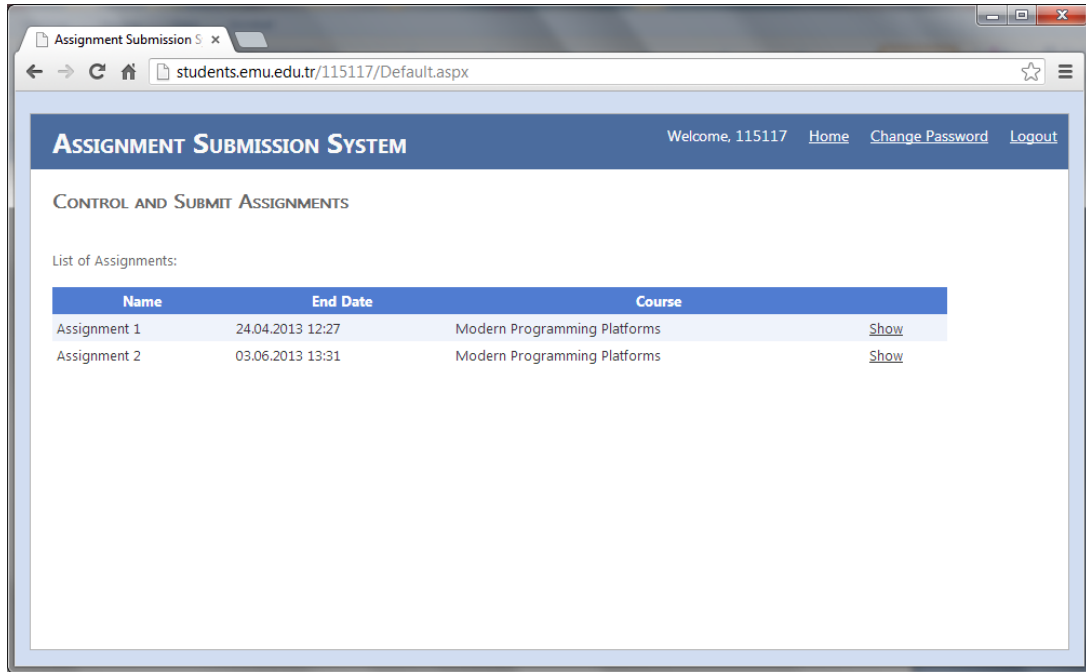 Assignment Submission S
students.emu.edu.tr/115117/Default.aspx
Assignment Submission System
Welcome, 115117 Home Change Password Logout
Control and Submit Assignments
List of Assignments:
Name End Date Course
Assignment 1 24.04.2013 12:27 Modern Programming Platforms Show
Assignment 2 03.06.2013 13:31 Modern Programming Platforms Show